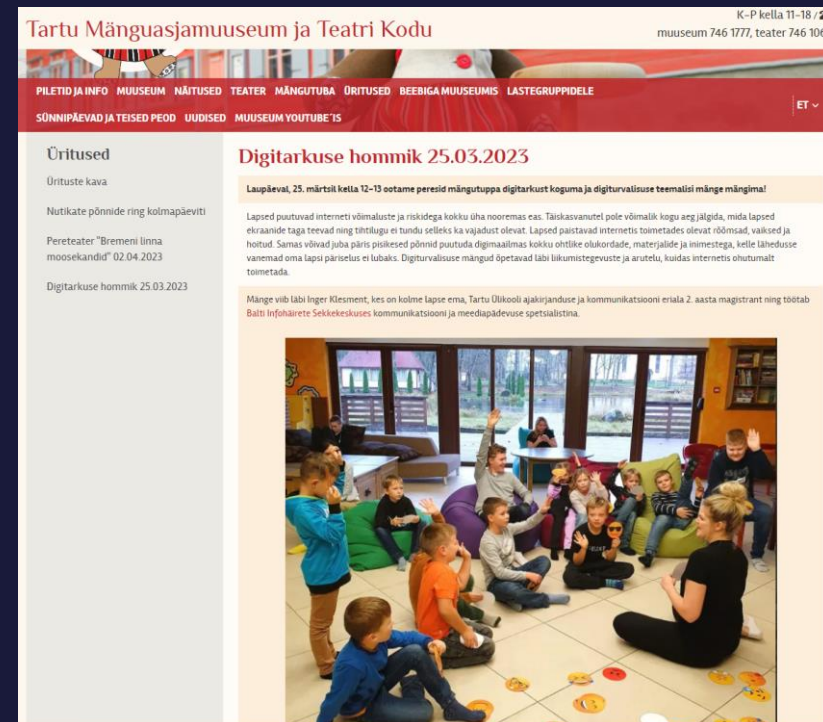 Tartu Mänguasjamuuseum ja Teatri Kodu
K-P kella 11-18 /
muuseum 746 1777, teater 746 106
PILETID JA INFO MUUSEUM NÄITUSED TEATER MÄNGUTUBA ÜRITUSED BEEBIGA MUUSEUMIS LASTEGRUPPIDELE
SÜNNIPÄEVAD JA TEISED PEOD UUDISED MUUSEUM YOUTUBE´IS
ET
Üritused
Ürituste kava
Nutikate põnnide ring kolmapäeviti
Pereteater "Bremeni linna
moosekandid" 02.04.2023
Digitarkuse hommik 25.03.2023
Digitarkuse hommik 25.03.2023
Laupäeval, 25. märtsil kella 12-13 ootame peresid mängutuppa digitarkust koguma ja digiturvalisuse teemalisi mänge mängima!
Lapsed puutuvad interneti võimaluste ja riskidega kokku üha nooremas eas. Täiskasvanutel pole võimalik kogu aeg jälgida, mida lapsed
ekraanide taga teevad ning tihtilugu ei tundu selleks ka vajadust olevat. Lapsed paistavad internetis toimetades olevat rõõmsad, vaiksed ja
hoitud. Samas võivad juba päris pisikesed põnnid puutuda digimaailmas kokku ohtlike olukordade, materjalide ja inimestega, kelle lähedusse
vanemad oma lapsi päriselus ei lubaks. Digiturvalisuse mängud õpetavad läbi liikumistegevuste ja arutelu, kuidas internetis ohutumalt
toimetada.
Mänge viib läbi Inger Klesment, kes on kolme lapse ema, Tartu Ülikooli ajakirjanduse ja kommunikatsiooni eriala 2. aasta magistrant ning töötab
Balti Infohäirete Sekkekeskuses kommunikatsiooni ja meediapädevuse spetsialistina.